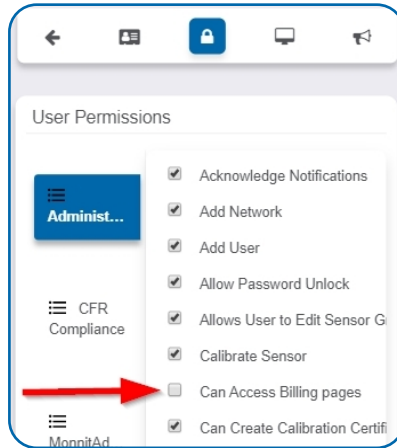 User Permissions
Administ...
CFR
Compliance
MonnitAd
Acknowledge Notifications
Add Network
Add User
Allow Password Unlock
Allows User to Edit Sensor G
Calibrate Sensor
Can Access Billing pages
Can Create Calibration Certifi